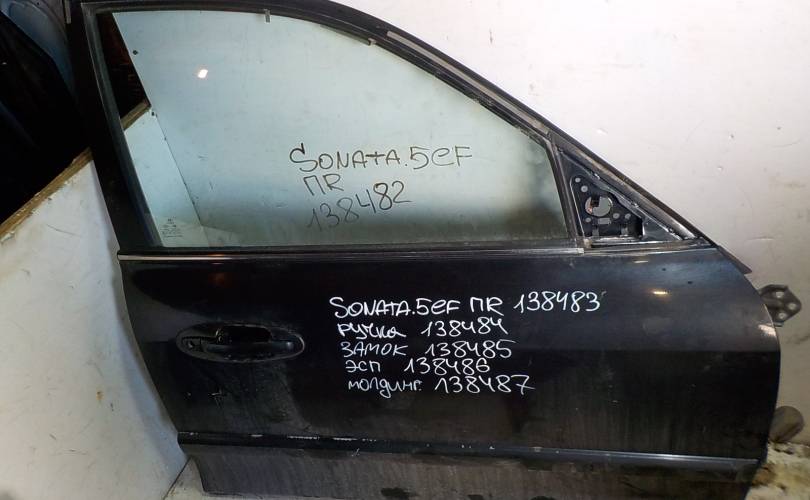 SONATA.5eF
ПR
138482
SONATA.5eF ПR 138483
ручка 138484
ЗАМОК 138485
ЭСП 138486
молдинг. 138487